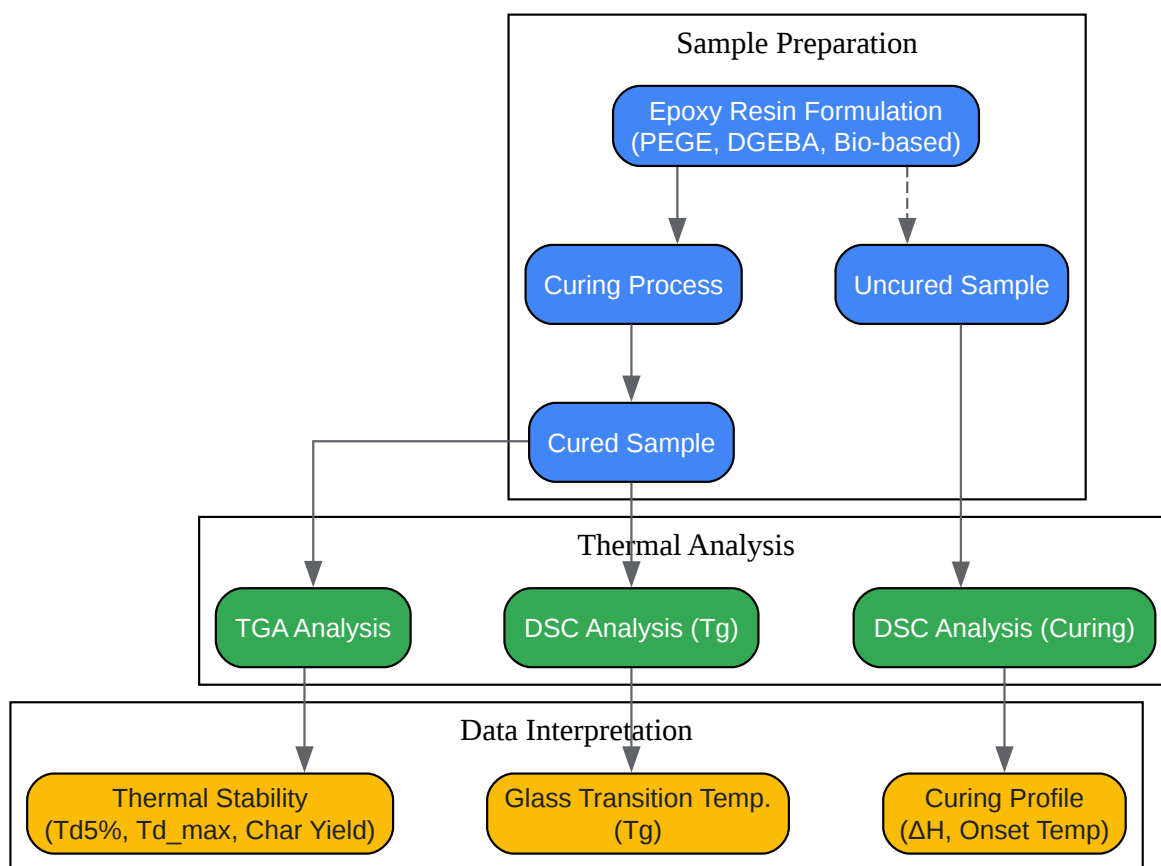 Sample Preparation
Epoxy Resin Formulation
(PEGE, DGEBA, Bio-based)
Curing Process
Uncured Sample
Cured Sample
Thermal Analysis
TGA Analysis
DSC Analysis (Tg)
DSC Analysis (Curing)
Data Interpretation
Thermal Stability
(Td5%, Td_max, Char Yield)
Glass Transition Temp.
(Tg)
Curing Profile
(ΔH, Onset Temp)